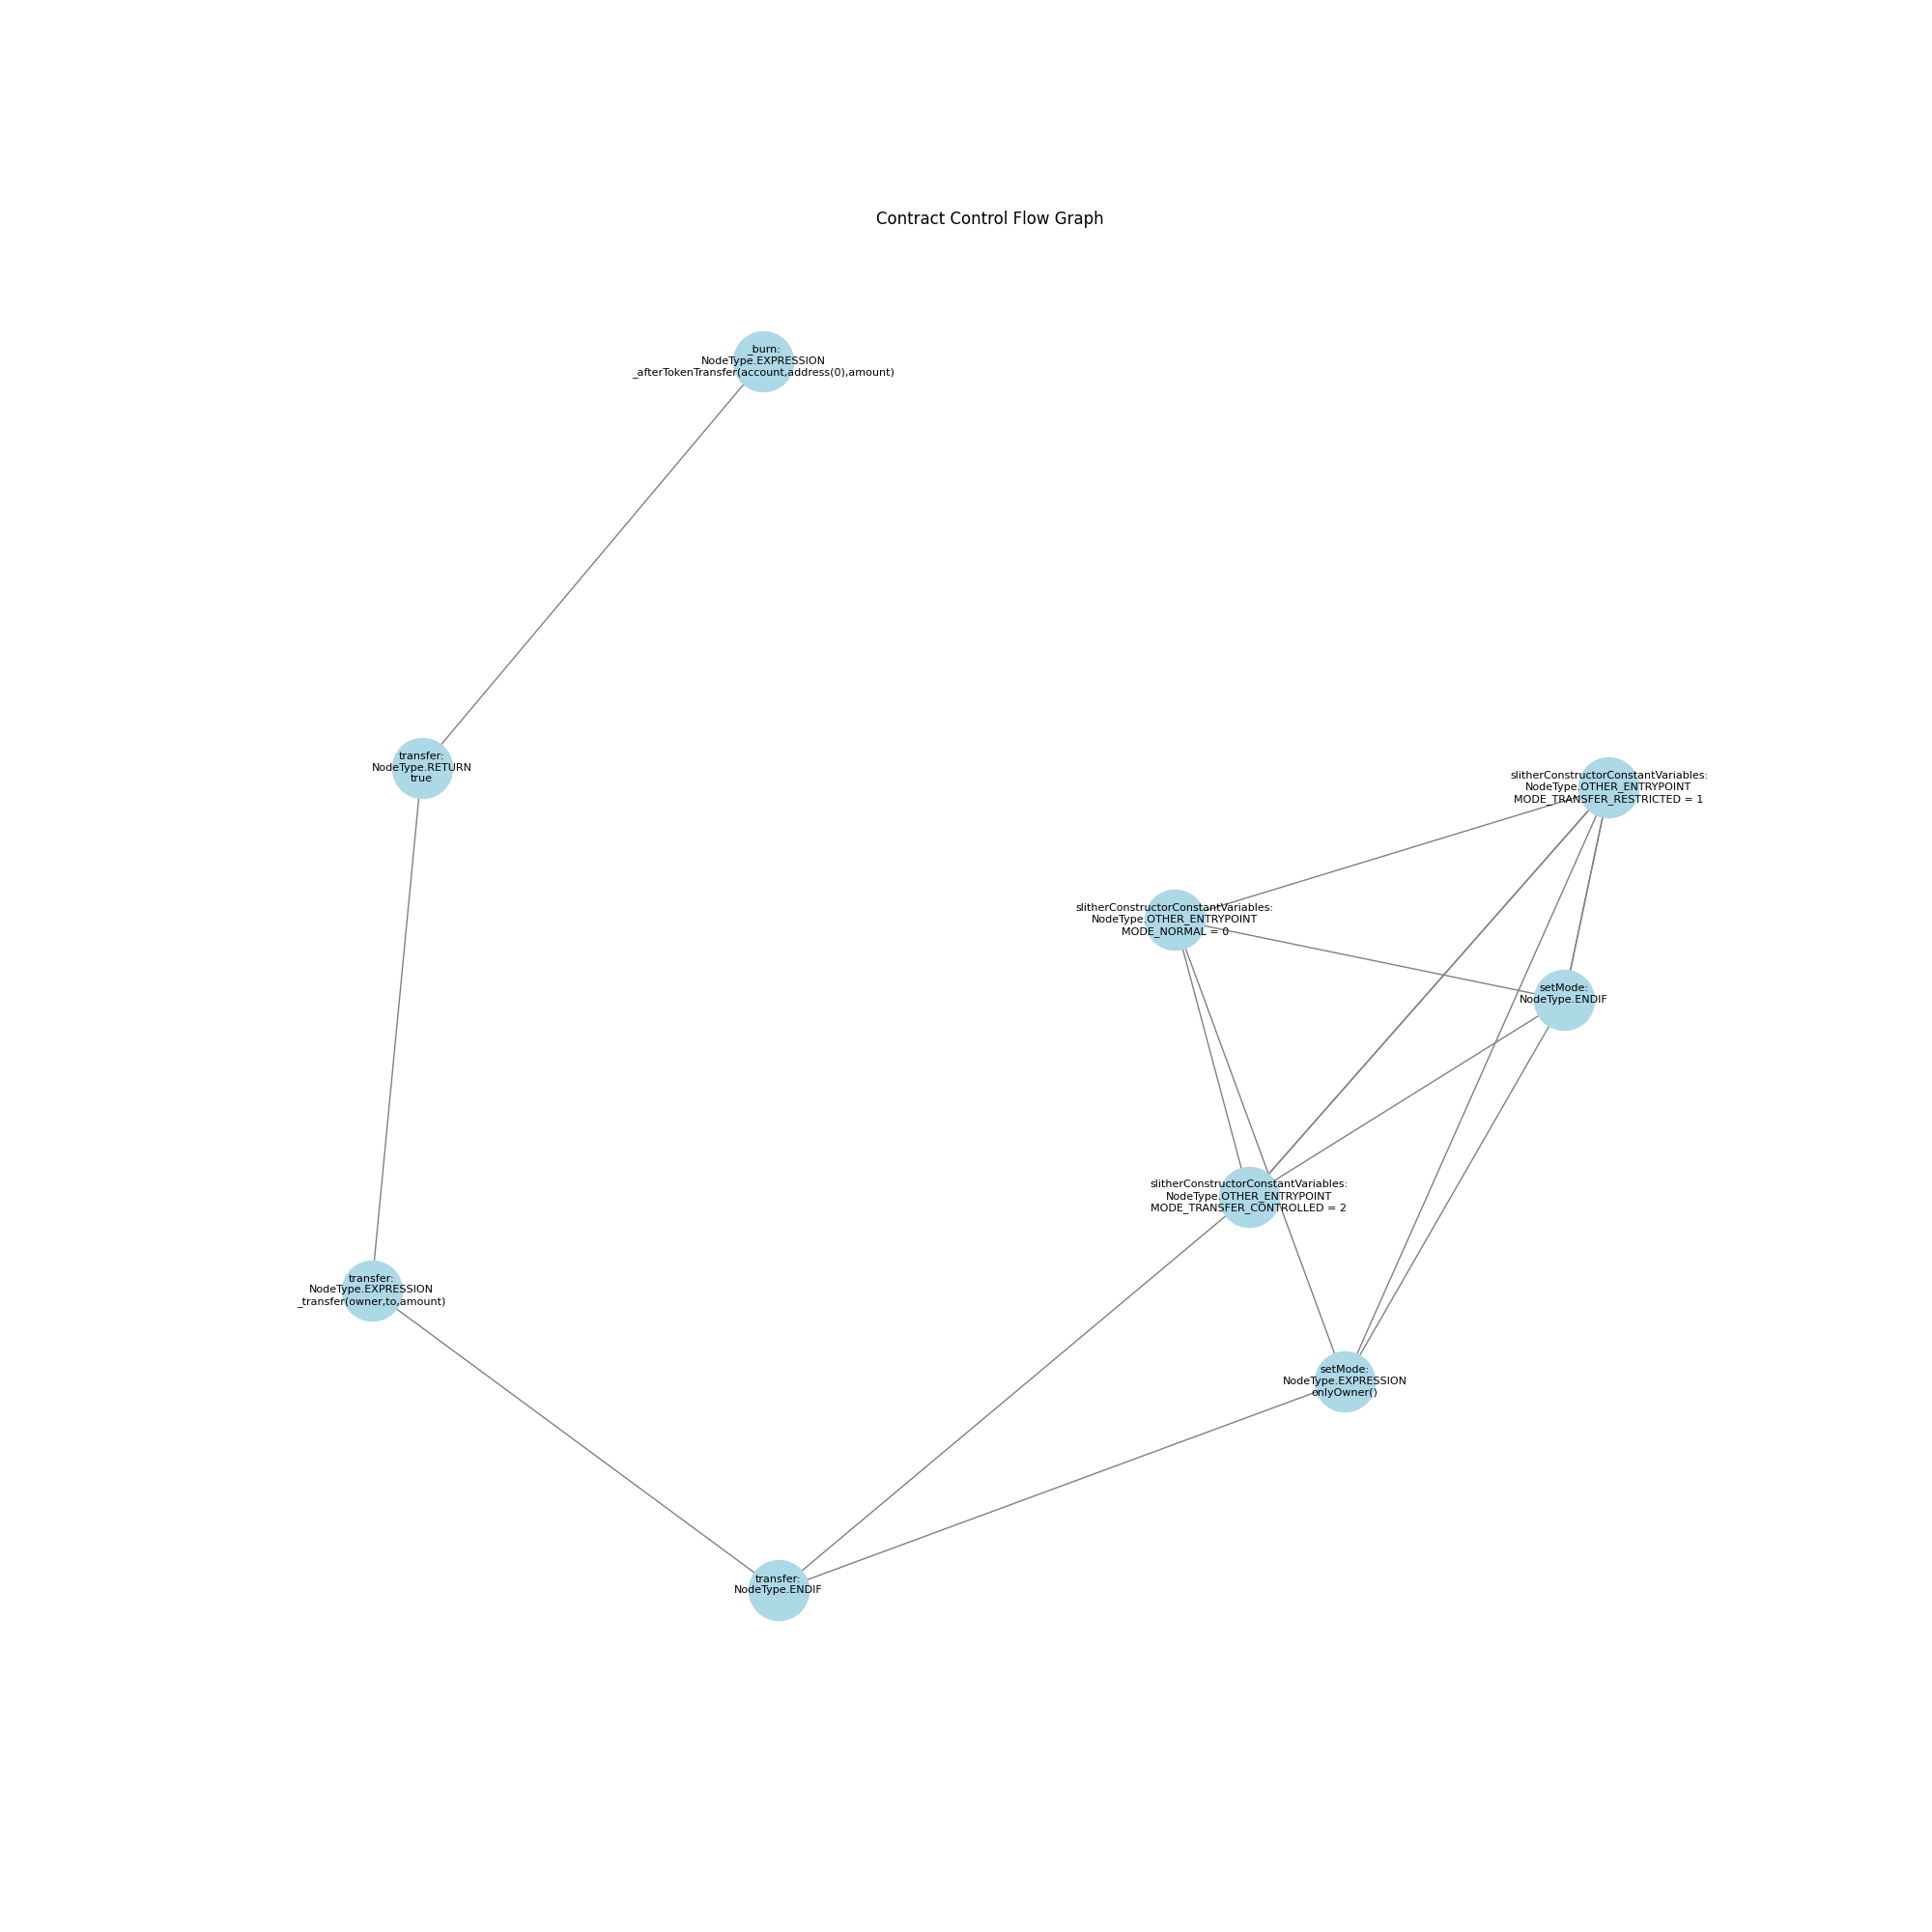 Contract Control Flow Graph
_burn:
NodeType.EXPRESSION
_afterTokenTransfer(account,address(0),amount)
transfer:
NodeType.RETURN
true
slitherConstructorConstantVariables:
NodeType.OTHER_ENTRYPOINT
MODE_TRANSFER_RESTRICTED = 1
slitherConstructorConstantVariables:
NodeType.OTHER_ENTRYPOINT
MODE_NORMAL = 0
setMode:
NodeType.ENDIF
slitherConstructorConstantVariables:
NodeType.OTHER_ENTRYPOINT
MODE_TRANSFER_CONTROLLED = 2
transfer:
NodeType.EXPRESSION
_transfer(owner,to,amount)
setMode:
NodeType.EXPRESSION
onlyOwner()
transfer:
NodeType.ENDIF